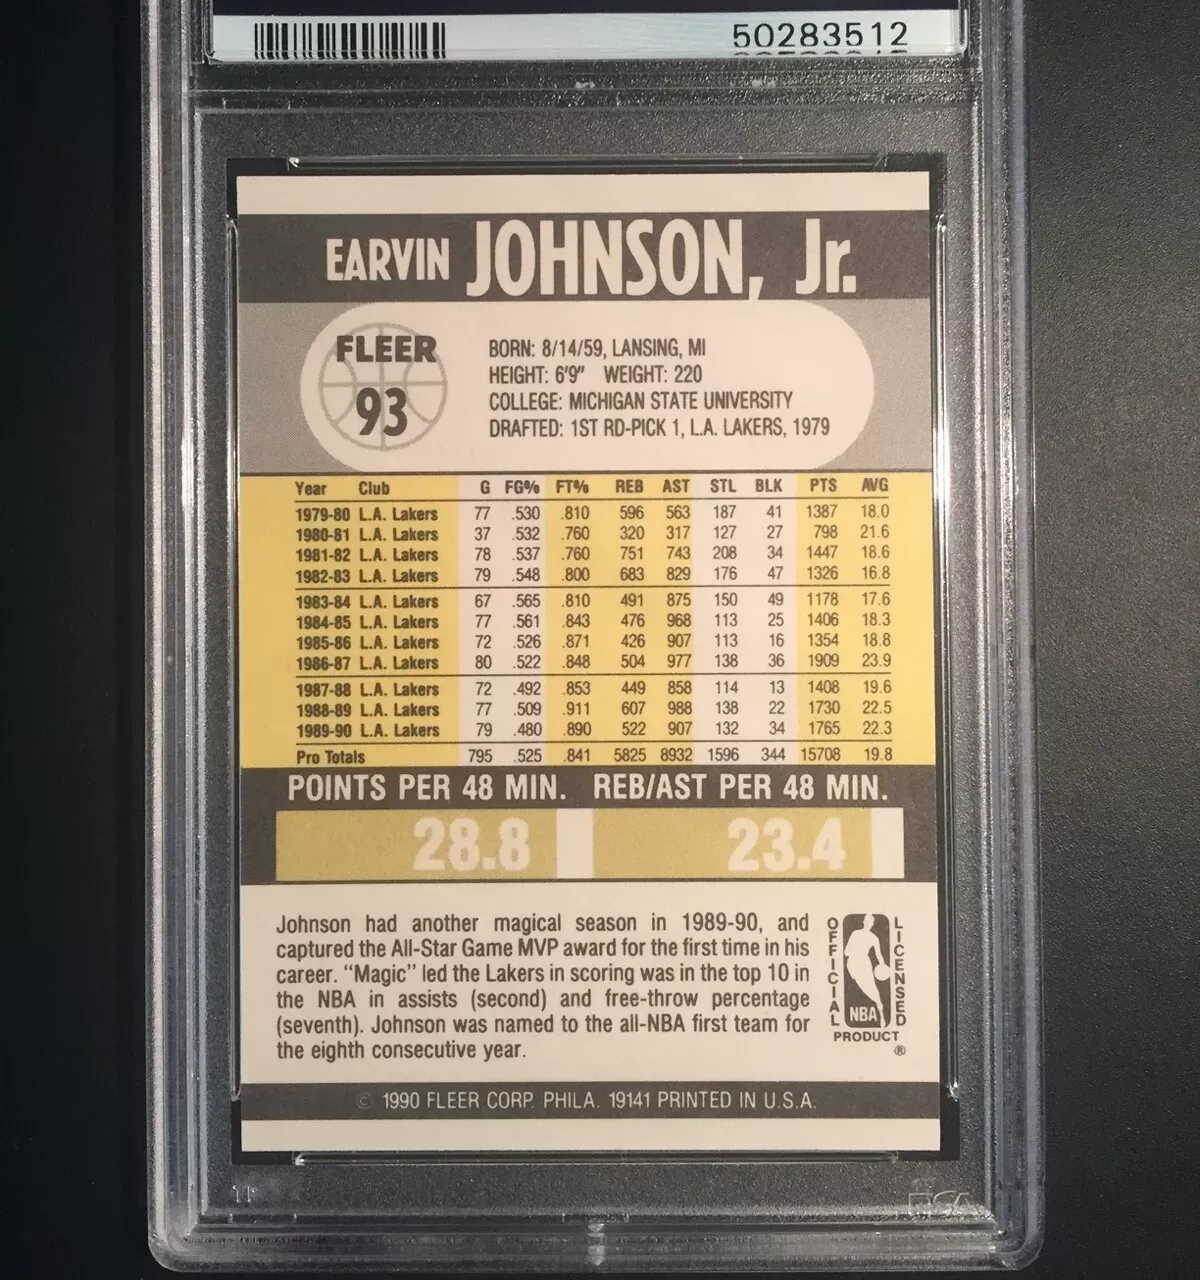 50283512
EARVIN JOHNSON, Jr.
FLEER
93
BORN: 8/14/59, LANSING, MI
HEIGHT: 6'9" WEIGHT: 220
COLLEGE: MICHIGAN STATE UNIVERSITY
DRAFTED: 1ST RD-PICK 1, L.A. LAKERS, 1979
Year Club G FG% FT% REB AST STL BLK PTS AVG
1979-80 L.A. Lakers 77 .530 .810 596 563 187 41 1387 18.0
1980-81 L.A. Lakers 37 .532 .760 320 317 127 27 798 21.6
1981-82 L.A. Lakers 78 .537 .760 751 743 208 34 1447 18.6
1982-83 L.A. Lakers 79 .548 .800 683 829 176 47 1326 16.8
1983-84 L.A. Lakers 67 .565 .810 491 875 150 49 1178 17.6
1984-85 L.A. Lakers 77 .561 .843 476 968 113 25 1406 18.3
1985-86 L.A. Lakers 72 .526 .871 426 907 113 16 1354 18.8
1986-87 L.A. Lakers 80 .522 .848 504 977 138 36 1909 23.9
1987-88 L.A. Lakers 72 .492 .853 449 858 114 13 1408 19.6
1988-89 L.A. Lakers 77 .509 .911 607 988 138 22 1730 22.5
1989-90 L.A. Lakers 79 .480 .890 522 907 132 34 1765 22.3
Pro Totals 795 .525 .841 5825 8932 1596 344 15708 19.8
POINTS PER 48 MIN. REB/AST PER 48 MIN.
28.8 23.4
Johnson had another magical season in 1989-90, and
captured the All-Star Game MVP award for the first time in his
career. "Magic" led the Lakers in scoring was in the top 10 in
the NBA in assists (second) and free-throw percentage
(seventh). Johnson was named to the all-NBA first team for
the eighth consecutive year.
OFFICIAL
LICENSED
NBA
PRODUCT
®
© 1990 FLEER CORP. PHILA. 19141 PRINTED IN U.S.A.
PSA